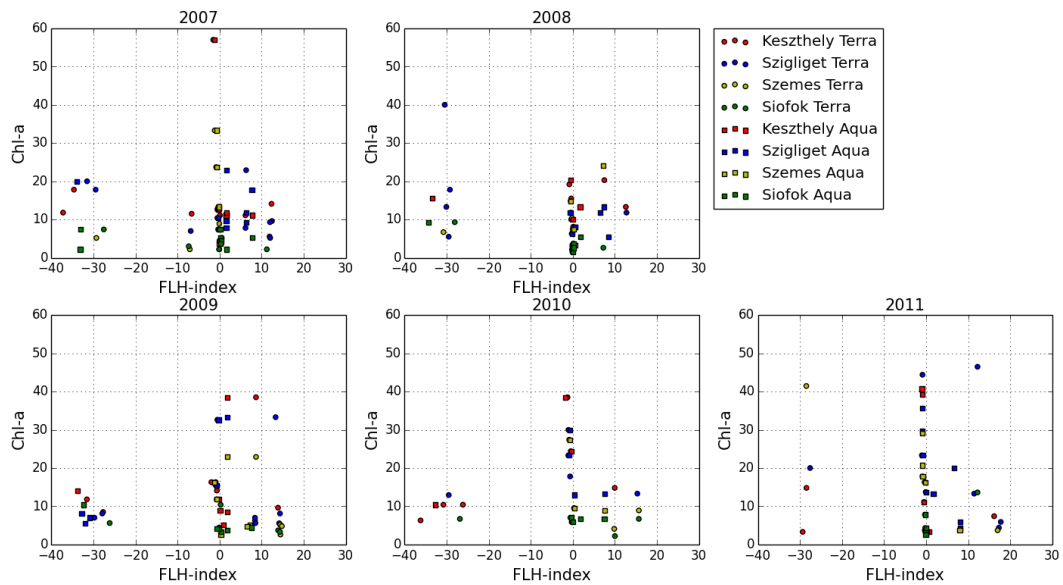 2007
60
50
40
30
20
10
0
Chl-a
−40 −30 −20 −10 0 10 20 30
FLH-index
2008
60
50
40
30
20
10
0
Chl-a
−40 −30 −20 −10 0 10 20 30
FLH-index
Keszthely Terra
Szigliget Terra
Szemes Terra
Siofok Terra
Keszthely Aqua
Szigliget Aqua
Szemes Aqua
Siofok Aqua
2009
60
50
40
30
20
10
0
Chl-a
−40 −30 −20 −10 0 10 20 30
FLH-index
2010
60
50
40
30
20
10
0
Chl-a
−40 −30 −20 −10 0 10 20 30
FLH-index
2011
60
50
40
30
20
10
0
Chl-a
−40 −30 −20 −10 0 10 20 30
FLH-index